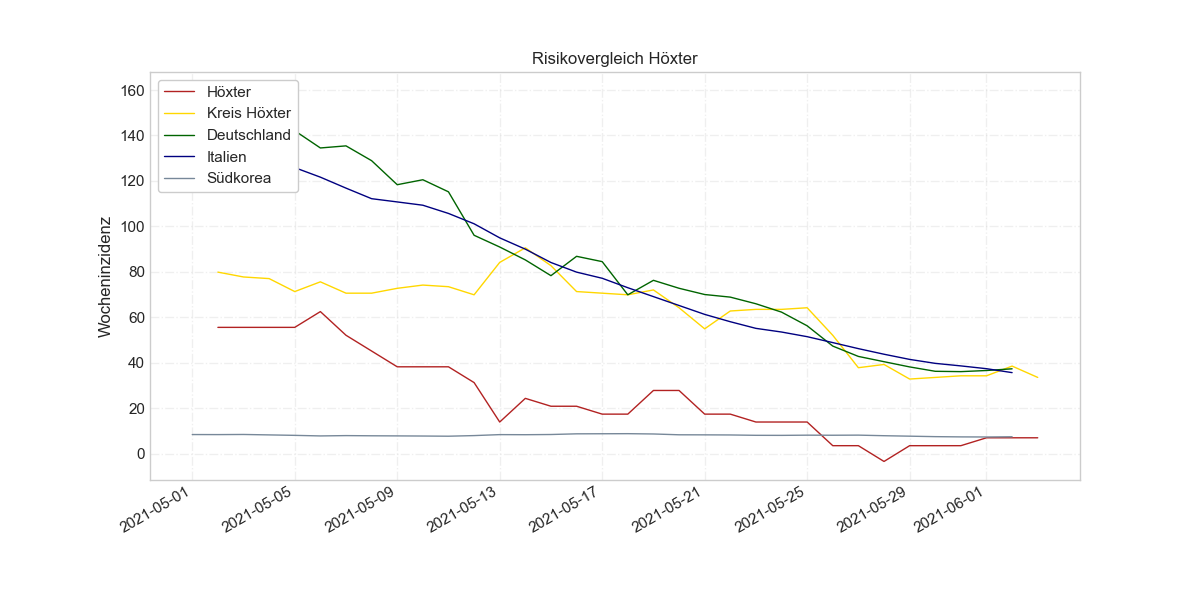 Risikovergleich Höxter
Höxter
Kreis Höxter
Deutschland
Italien
Südkorea
Wocheninzidenz
160
140
120
100
80
60
40
20
0
2021-05-01
2021-05-05
2021-05-09
2021-05-13
2021-05-17
2021-05-21
2021-05-25
2021-05-29
2021-06-01